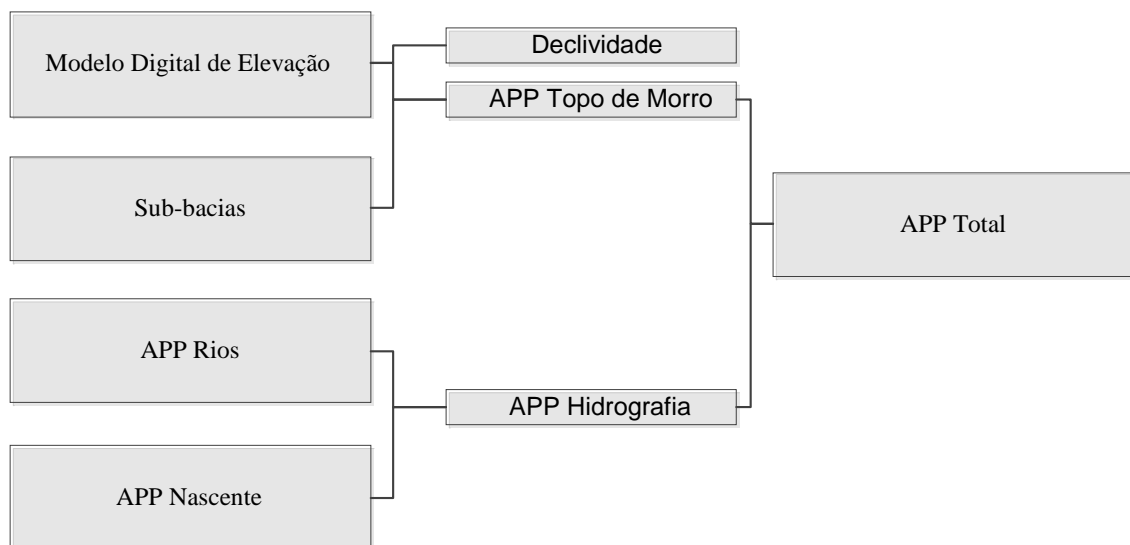 Modelo Digital de Elevação
Sub-bacias
APP Rios
APP Nascente
Declividade
APP Topo de Morro
APP Hidrografia
APP Total